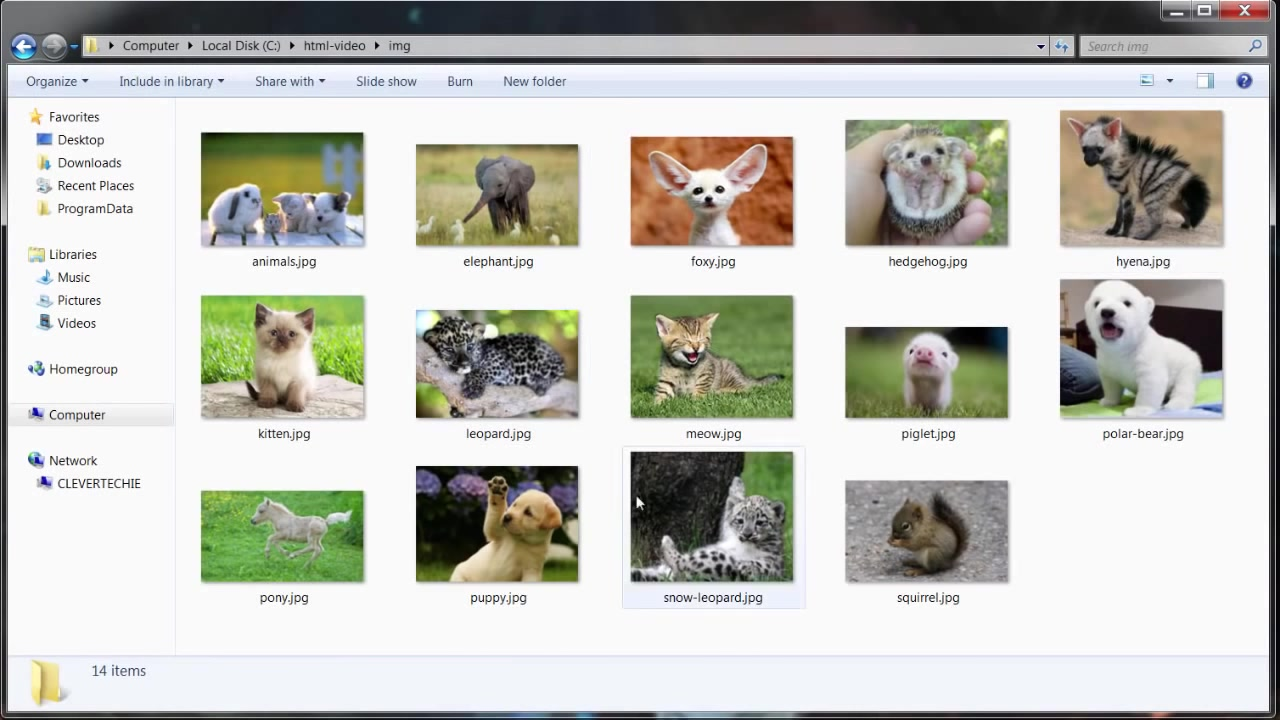 Computer Local Disk (C:) html-video img
Search img
Organize Include in library Share with Slide show Burn New folder
Favorites
Desktop
Downloads
Recent Places
ProgramData
Libraries
Music
Pictures
Videos
Homegroup
Computer
Network
CLEVERTECHIE
animals.jpg elephant.jpg foxy.jpg hedgehog.jpg hyena.jpg
kitten.jpg leopard.jpg meow.jpg piglet.jpg polar-bear.jpg
pony.jpg puppy.jpg snow-leopard.jpg squirrel.jpg
14 items